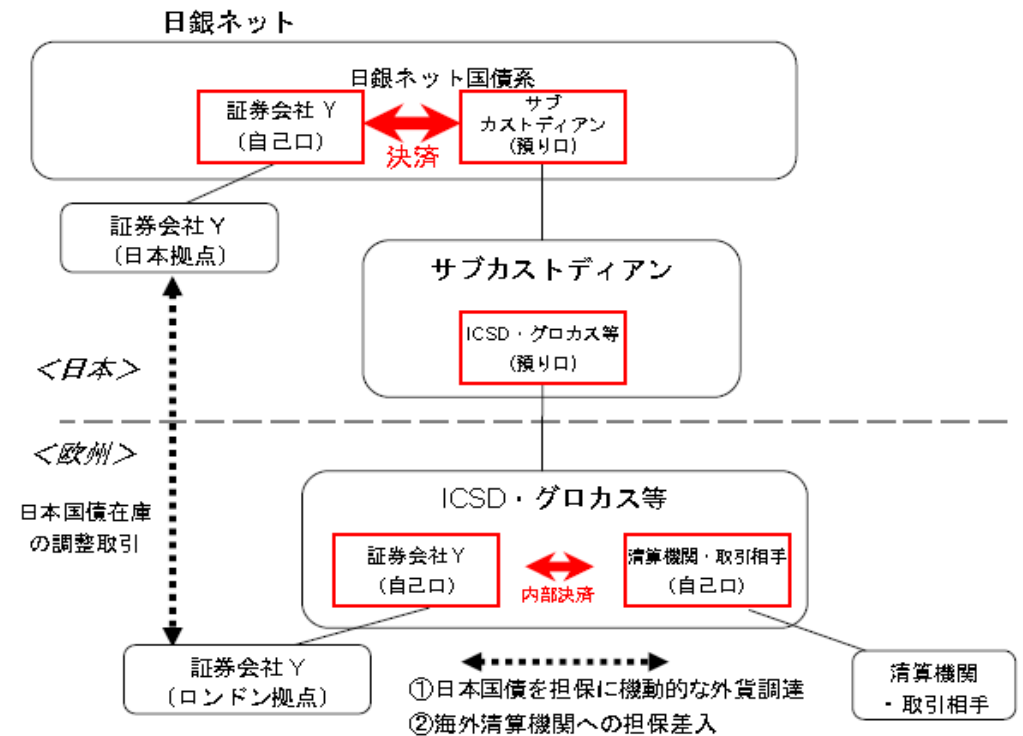 日銀ネット
日銀ネット国債系
証券会社Y
(自己口)
決済
サブ
カストディアン
(預り口)
証券会社Y
(日本拠点)
サブカストディアン
ICSD・グロカス等
(預り口)
<日本>
<欧州>
日本国債在庫
の調整取引
ICSD・グロカス等
証券会社Y
(自己口)
内部決済
清算機関・取引相手
(自己口)
証券会社Y
(ロンドン拠点)
①日本国債を担保に機動的な外貨調達
②海外清算機関への担保差入
清算機関
・取引相手